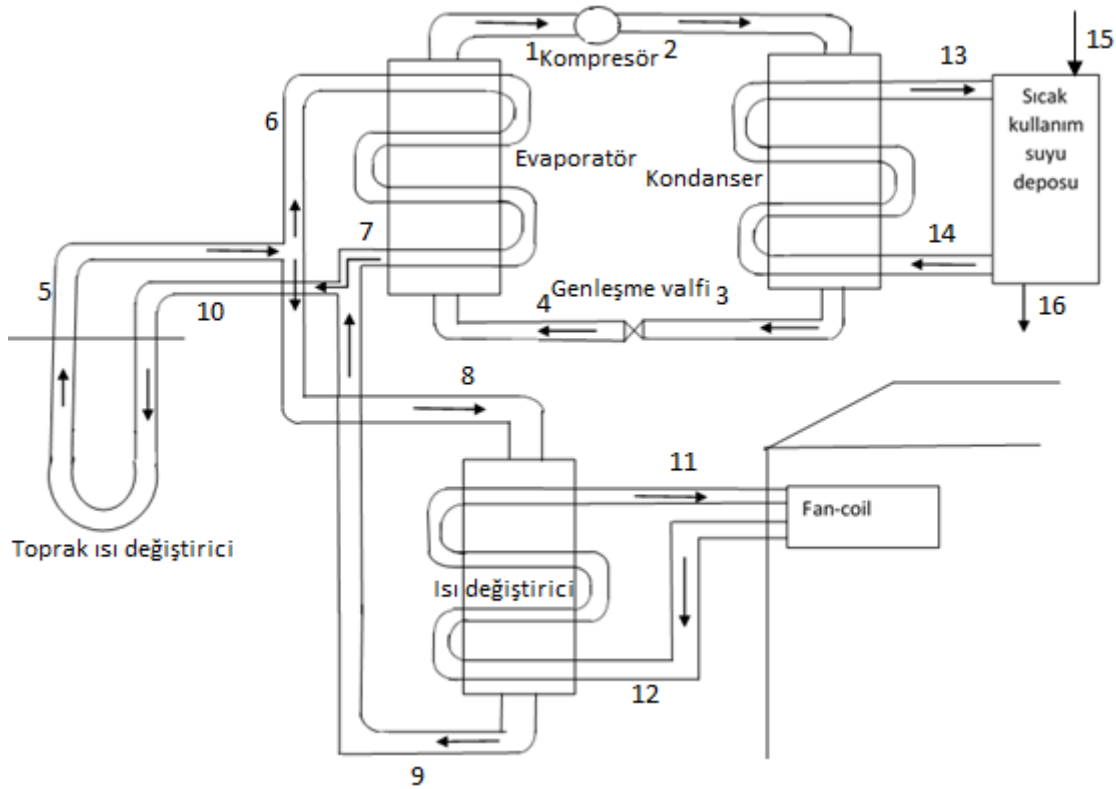 1
Kompresör
2
13
15
Sıcak
kullanım
suyu
deposu
6
Evaporatör
Kondanser
7
14
5
10
4
Genleşme valfi
3
16
8
11
Fan-coil
Toprak ısı değiştirici
Isı değiştirici
12
9